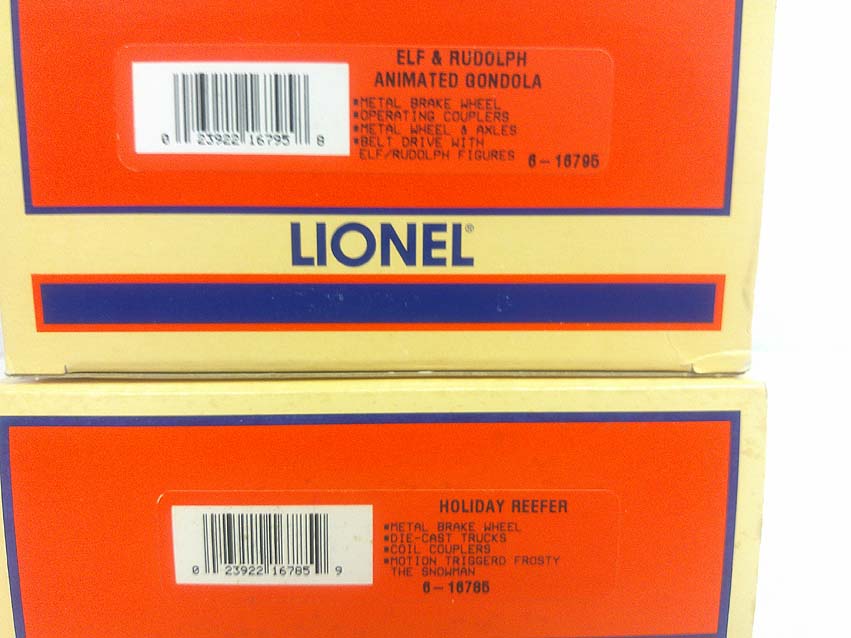 ELF & RUDOLPH
ANIMATED GONDOLA
*METAL BRAKE WHEEL
*OPERATING COUPLERS
*METAL WHEEL & AXLES
*BELT DRIVE WITH
ELF/RUDOLPH FIGURES
6-16795
0 23922 16795 8
LIONEL®
HOLIDAY REEFER
*METAL BRAKE WHEEL
*DIE-CAST TRUCKS
*COIL COUPLERS
*MOTION TRIGGERD FROSTY
THE SNOWMAN
6-16785
0 23922 16785 9